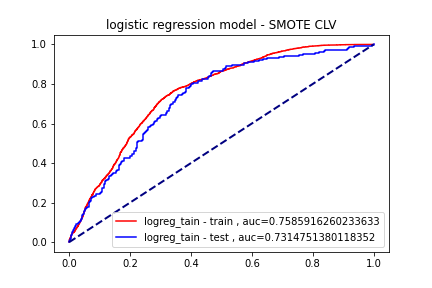 logistic regression model - SMOTE CLV
1.0
0.8
0.6
0.4
0.2
0.0
logreg_tain - train , auc=0.7585916260233633
logreg_tain - test , auc=0.7314751380118352
0.0 0.2 0.4 0.6 0.8 1.0